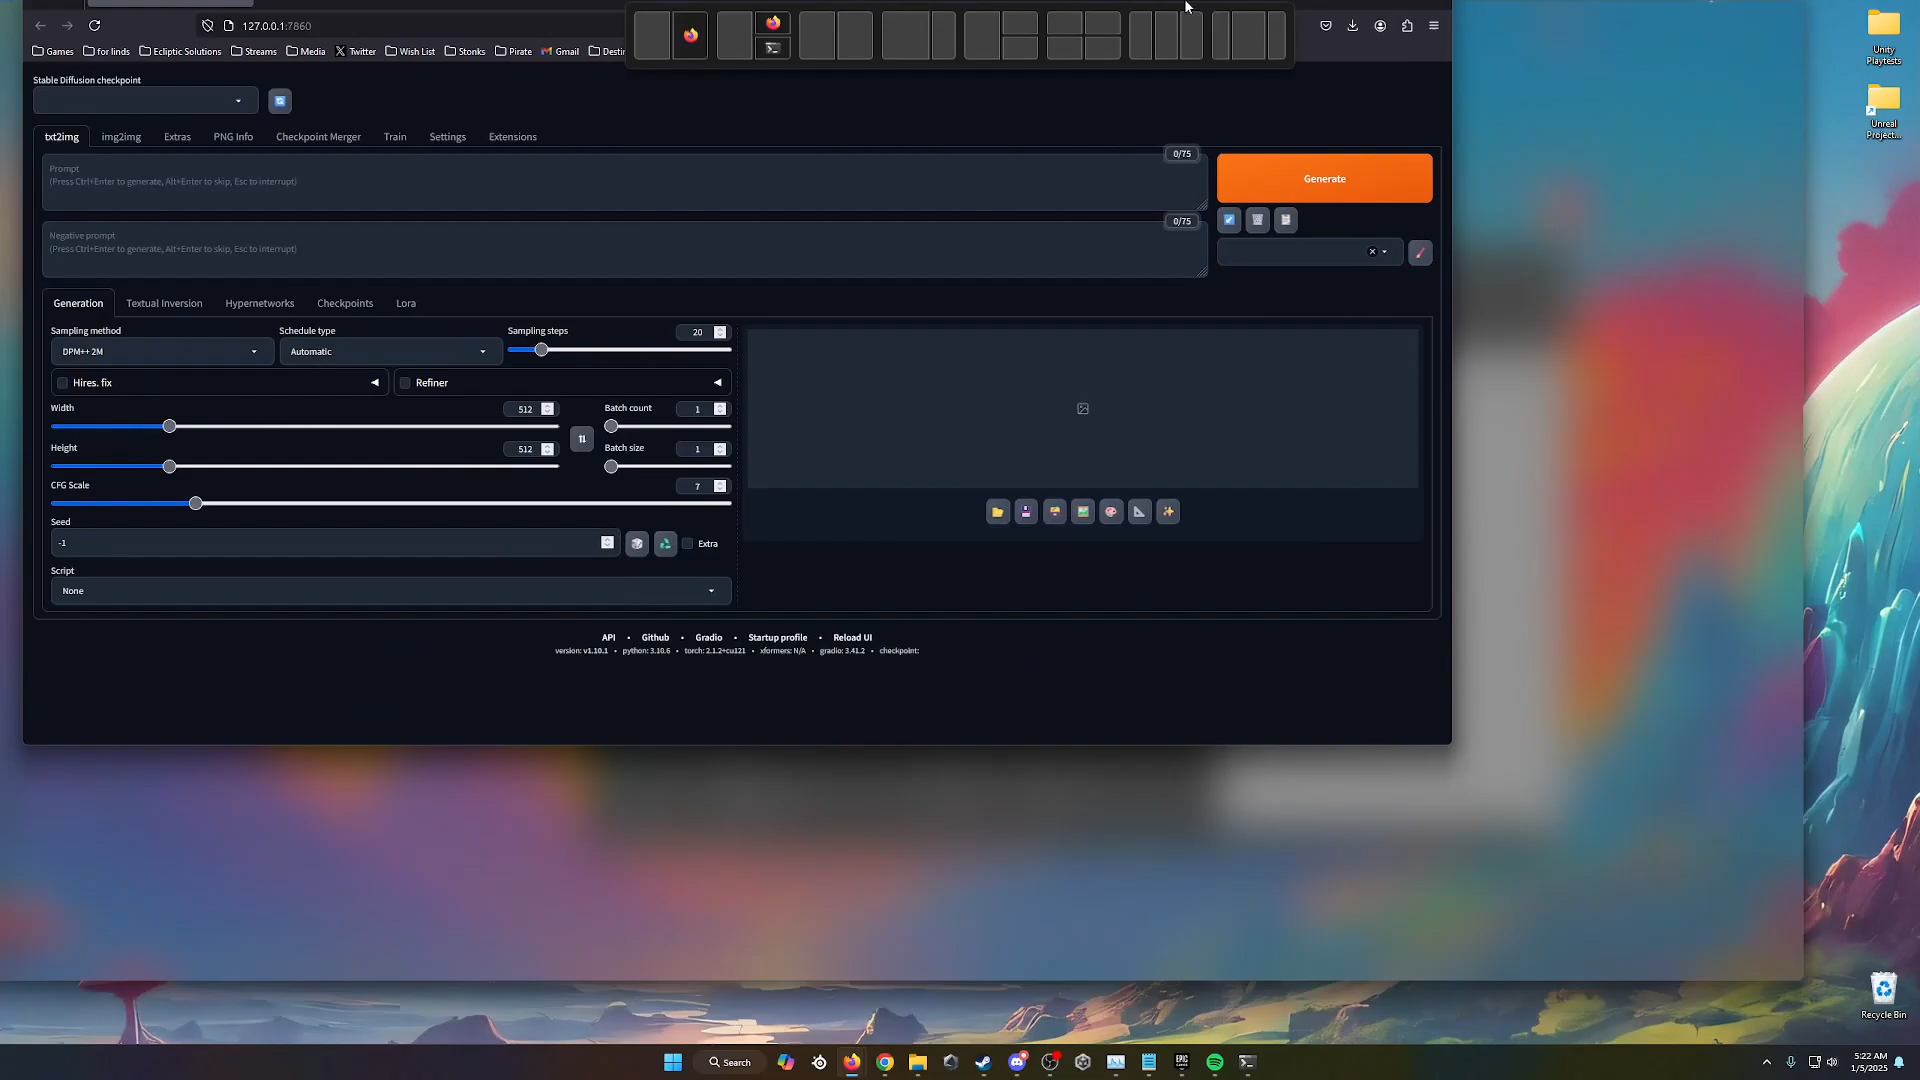 127.0.0.1:7860
Games for linds Ecliptic Solutions Streams Media Twitter Wish List Stonks Pirate Gmail Destin
Stable Diffusion checkpoint
txt2img img2img Extras PNG Info Checkpoint Merger Train Settings Extensions
0/75
Prompt
(Press Ctrl+Enter to generate, Alt+Enter to skip, Esc to interrupt)
Generate
0/75
Negative prompt
(Press Ctrl+Enter to generate, Alt+Enter to skip, Esc to interrupt)
Generation Textual Inversion Hypernetworks Checkpoints Lora
Sampling method Schedule type Sampling steps 20
DPM++ 2M Automatic
Hires. fix Refiner
Width 512 Batch count 1
Height 512 Batch size 1
CFG Scale 7
Seed
-1 Extra
Script
None
API • Github • Gradio • Startup profile • Reload UI
version: v1.10.1 • python: 3.10.6 • torch: 2.1.2+cu121 • xformers: N/A • gradio: 3.41.2 • checkpoint:
Unity
Playtests
Unreal
Project...
Recycle Bin
Search
5:22 AM
1/5/2025